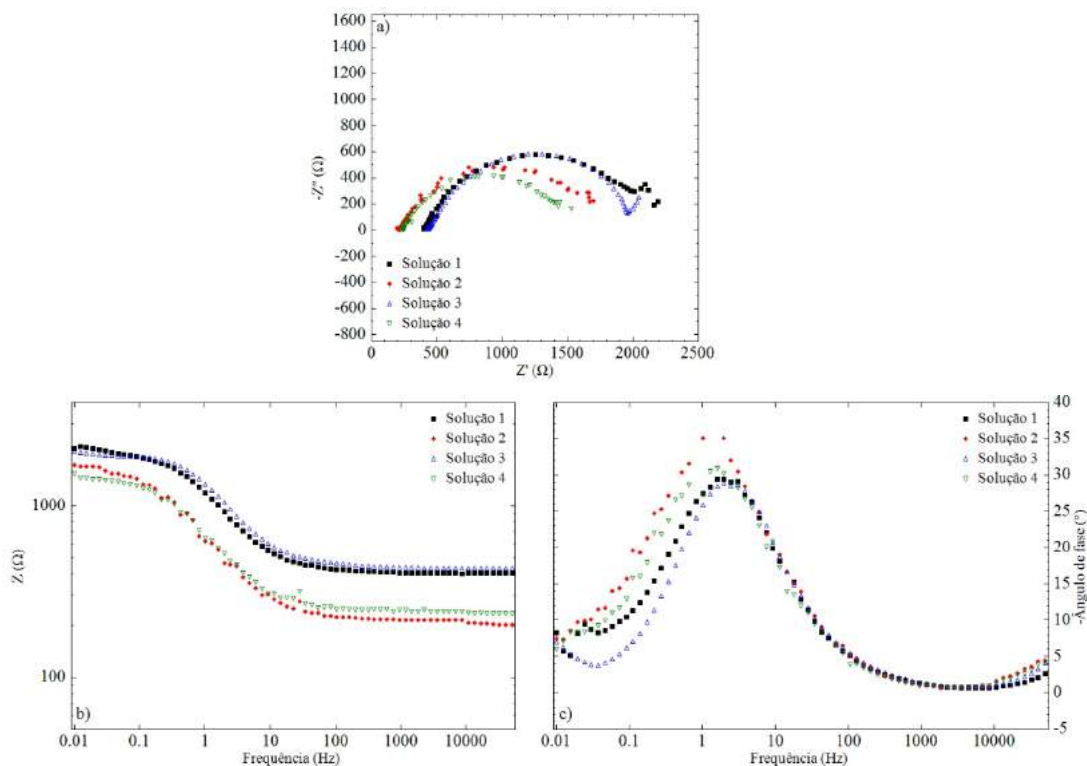 a)
1600
1400
1200
1000
800
600
400
200
0
-200
-400
-600
-800
-Z'' (Ω)
Solução 1
Solução 2
Solução 3
Solução 4
0 500 1000 1500 2000 2500
Z' (Ω)
Solução 1
Solução 2
Solução 3
Solução 4
1000
100
Z (Ω)
b)
0.01 0.1 1 10 100 1000 10000
Frequência (Hz)
Solução 1
Solução 2
Solução 3
Solução 4
40
35
30
25
20
15
10
5
0
-Ângulo de fase (°)
c)
0.01 0.1 1 10 100 1000 10000
Frequência (Hz)